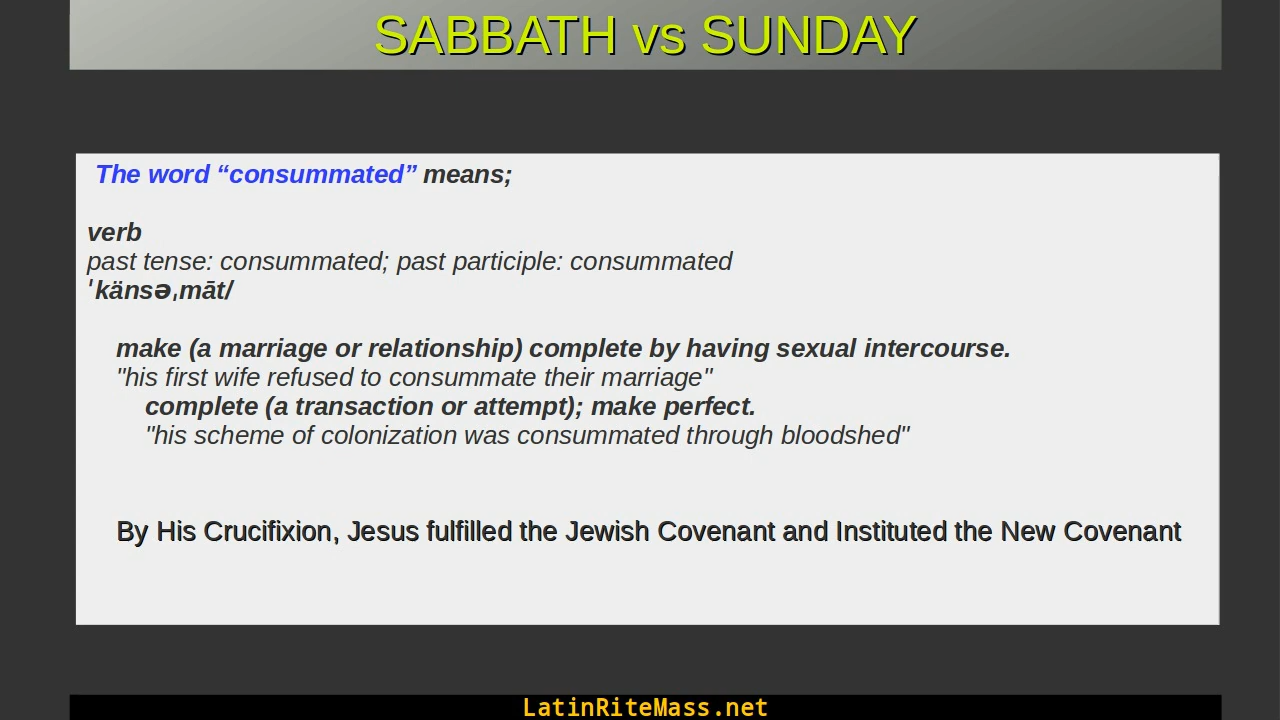 SABBATH vs SUNDAY
The word “consummated” means;
verb
past tense: consummated; past participle: consummated
ˈkänsəˌmāt/
make (a marriage or relationship) complete by having sexual intercourse.
"his first wife refused to consummate their marriage"
complete (a transaction or attempt); make perfect.
"his scheme of colonization was consummated through bloodshed"
By His Crucifixion, Jesus fulfilled the Jewish Covenant and Instituted the New Covenant
LatinRiteMass.net